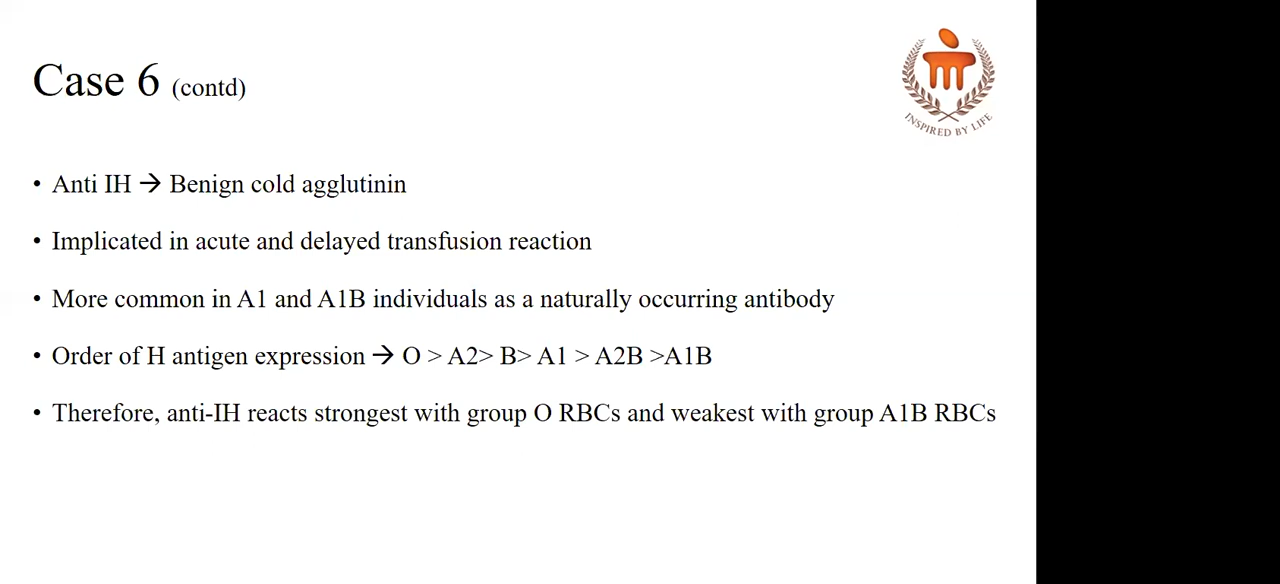 Case 6 (contd)
INSPIRED BY LIFE
• Anti IH → Benign cold agglutinin
• Implicated in acute and delayed transfusion reaction
• More common in A1 and A1B individuals as a naturally occurring antibody
• Order of H antigen expression → O > A2> B> A1 > A2B >A1B
• Therefore, anti-IH reacts strongest with group O RBCs and weakest with group A1B RBCs